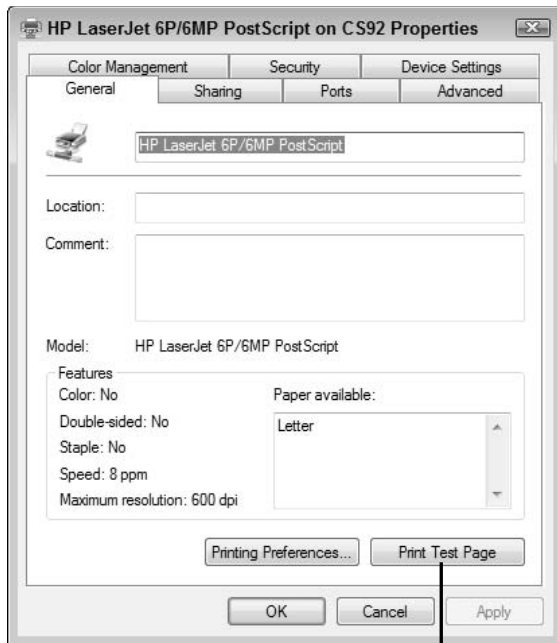 HP LaserJet 6P/6MP PostScript on CS92 Properties
Color Management Security Device Settings
General Sharing Ports Advanced
HP LaserJet 6P/6MP PostScript
Location:
Comment:
Model: HP LaserJet 6P/6MP PostScript
Features
Color: No Paper available:
Double-sided: No Letter
Staple: No
Speed: 8 ppm
Maximum resolution: 600 dpi
Printing Preferences... Print Test Page
OK Cancel Apply